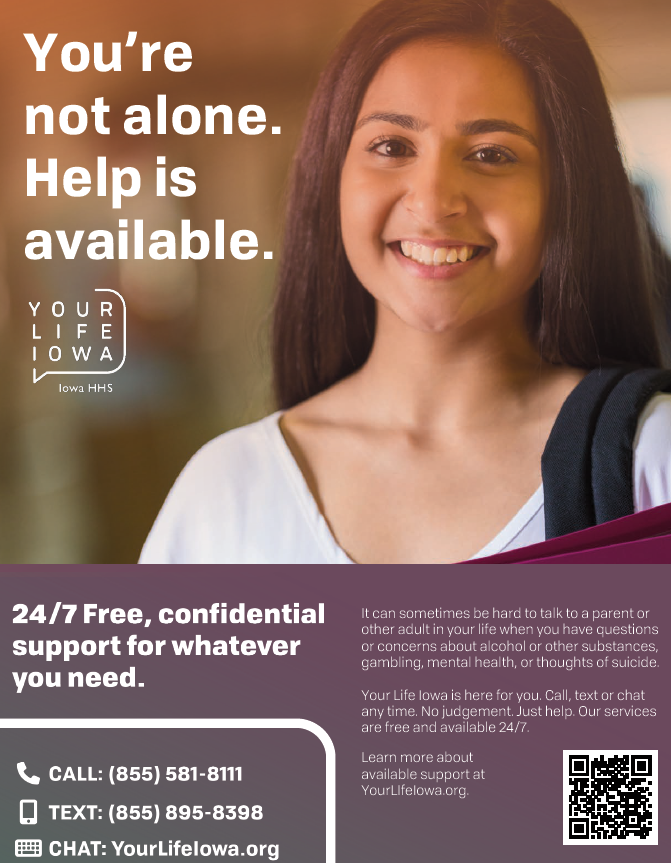 You're
not alone.
Help is
available.
YOUR
LIFE
IOWA
Iowa HHS
24/7 Free, confidential
support for whatever
you need.
CALL: (855) 581-8111
TEXT: (855) 895-8398
CHAT: YourLifeIowa.org
It can sometimes be hard to talk to a parent or
other adult in your life when you have questions
or concerns about alcohol or other substances,
gambling, mental health, or thoughts of suicide.
Your Life Iowa is here for you. Call, text or chat
any time. No judgement. Just help. Our services
are free and available 24/7.
Learn more about
available support at
YourLIfeIowa.org.